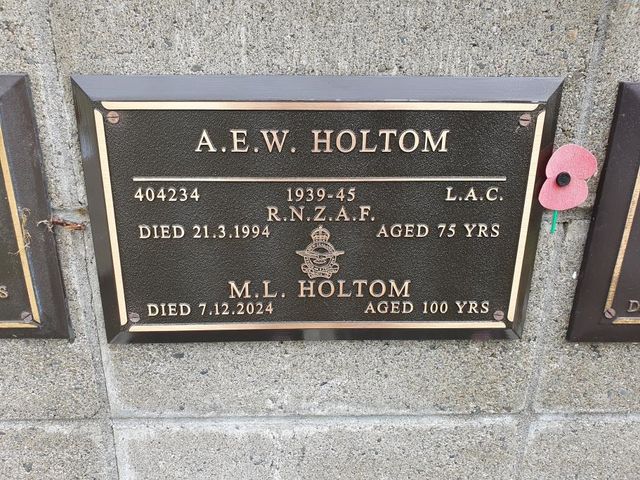 A.E.W. HOLTOM
404234 1939-45 L.A.C.
R.N.Z.A.F.
DIED 21.3.1994 AGED 75 YRS
M.L. HOLTOM
DIED 7.12.2024 AGED 100 YRS